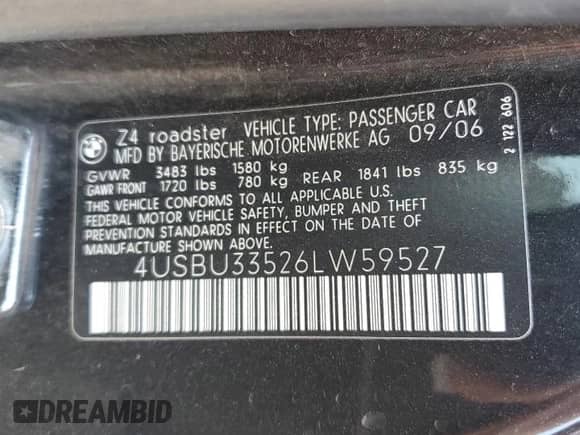 Z4 roadster VEHICLE TYPE: PASSENGER CAR
MFD BY BAYERISCHE MOTORENWERKE AG 09/06
GVWR 3483 lbs 1580 kg
GAWR FRONT 1720 lbs 780 kg REAR 1841 lbs 835 kg
THIS VEHICLE CONFORMS TO ALL APPLICABLE U.S.
FEDERAL MOTOR VEHICLE SAFETY, BUMPER AND THEFT
PREVENTION STANDARDS IN EFFECT ON THE DATE OF
MANUFACTURE SHOWN ABOVE.
4USBU33526LW59527
2 122 606
DREAMBID